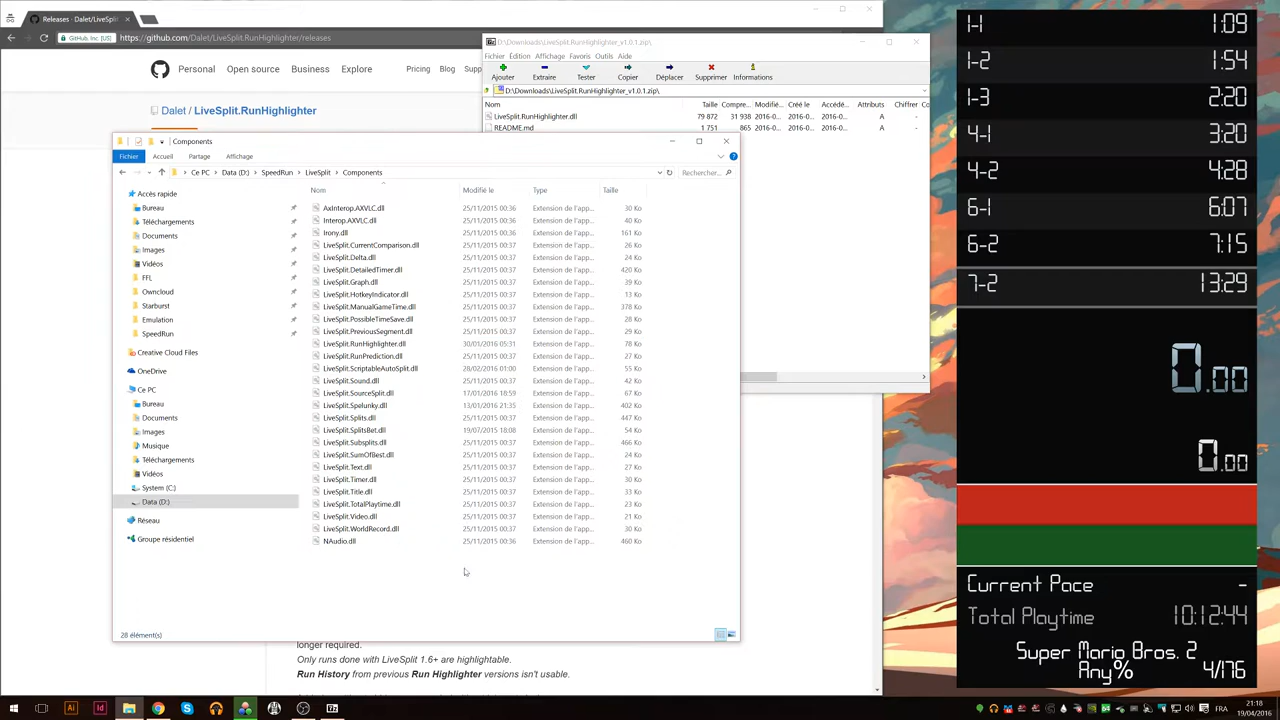 Releases · Dalet/LiveSpli
GitHub, Inc. [US]
https://github.com/Dalet/LiveSplit.RunHighlighter/releases
Personal Open source Business Explore
Pricing Blog Supp
Dalet / LiveSplit.RunHighlighter
D:\Downloads\LiveSplit.RunHighlighter_v1.0.1.zip\
Fichier Édition Affichage Favoris Outils Aide
Ajouter Extraire Tester Copier Déplacer Supprimer Informations
D:\Downloads\LiveSplit.RunHighlighter_v1.0.1.zip\
Nom Taille Compre... Modifié... Créé le Accédé... Attributs Chiffrer Co
LiveSplit.RunHighlighter.dll 79 872 31 938 2016-0... 2016-0... 2016-0... A -
README.md 1 751 865 2016-0... 2016-0... 2016-0... A -
Components
Fichier Accueil Partage Affichage
Ce PC Data (D:) SpeedRun LiveSplit Components
Rechercher...
Accès rapide
Bureau
Téléchargements
Documents
Images
Vidéos
FFL
Owncloud
Starburst
Emulation
SpeedRun
Creative Cloud Files
OneDrive
Ce PC
Bureau
Documents
Images
Musique
Téléchargements
Vidéos
System (C:)
Data (D:)
Réseau
Groupe résidentiel
Nom Modifié le Type Taille
AxInterop.AXVLC.dll 25/11/2015 00:36 Extension de l'app... 30 Ko
Interop.AXVLC.dll 25/11/2015 00:36 Extension de l'app... 40 Ko
Irony.dll 25/11/2015 00:36 Extension de l'app... 161 Ko
LiveSplit.CurrentComparison.dll 25/11/2015 00:37 Extension de l'app... 26 Ko
LiveSplit.Delta.dll 25/11/2015 00:37 Extension de l'app... 24 Ko
LiveSplit.DetailedTimer.dll 25/11/2015 00:37 Extension de l'app... 420 Ko
LiveSplit.Graph.dll 25/11/2015 00:37 Extension de l'app... 39 Ko
LiveSplit.HotkeyIndicator.dll 25/11/2015 00:37 Extension de l'app... 13 Ko
LiveSplit.ManualGameTime.dll 25/11/2015 00:37 Extension de l'app... 378 Ko
LiveSplit.PossibleTimeSave.dll 25/11/2015 00:37 Extension de l'app... 28 Ko
LiveSplit.PreviousSegment.dll 25/11/2015 00:37 Extension de l'app... 29 Ko
LiveSplit.RunHighlighter.dll 30/01/2016 05:31 Extension de l'app... 78 Ko
LiveSplit.RunPrediction.dll 25/11/2015 00:37 Extension de l'app... 27 Ko
LiveSplit.ScriptableAutoSplit.dll 28/02/2016 01:00 Extension de l'app... 55 Ko
LiveSplit.Sound.dll 25/11/2015 00:37 Extension de l'app... 42 Ko
LiveSplit.SourceSplit.dll 17/01/2016 18:59 Extension de l'app... 67 Ko
LiveSplit.Spelunky.dll 13/01/2016 21:35 Extension de l'app... 402 Ko
LiveSplit.Splits.dll 25/11/2015 00:37 Extension de l'app... 447 Ko
LiveSplit.SplitsBet.dll 19/07/2015 18:08 Extension de l'app... 54 Ko
LiveSplit.Subsplits.dll 25/11/2015 00:37 Extension de l'app... 466 Ko
LiveSplit.SumOfBest.dll 25/11/2015 00:37 Extension de l'app... 24 Ko
LiveSplit.Text.dll 25/11/2015 00:37 Extension de l'app... 27 Ko
LiveSplit.Timer.dll 25/11/2015 00:37 Extension de l'app... 30 Ko
LiveSplit.Title.dll 25/11/2015 00:37 Extension de l'app... 33 Ko
LiveSplit.TotalPlaytime.dll 25/11/2015 00:37 Extension de l'app... 23 Ko
LiveSplit.Video.dll 25/11/2015 00:37 Extension de l'app... 21 Ko
LiveSplit.WorldRecord.dll 25/11/2015 00:37 Extension de l'app... 30 Ko
NAudio.dll 25/11/2015 00:36 Extension de l'app... 460 Ko
28 élément(s)
longer required.
Only runs done with LiveSplit 1.6+ are highlightable.
Run History from previous Run Highlighter versions isn't usable.
1-1 1:09
1-2 1:54
1-3 2:20
4-1 3:20
4-2 4:28
6-1 6:07
6-2 7:15
7-2 13:29
0.00
0.00
Current Pace -
Total Playtime 10:12:44
Super Mario Bros. 2
Any% 4/176
FRA
21:18
19/04/2016